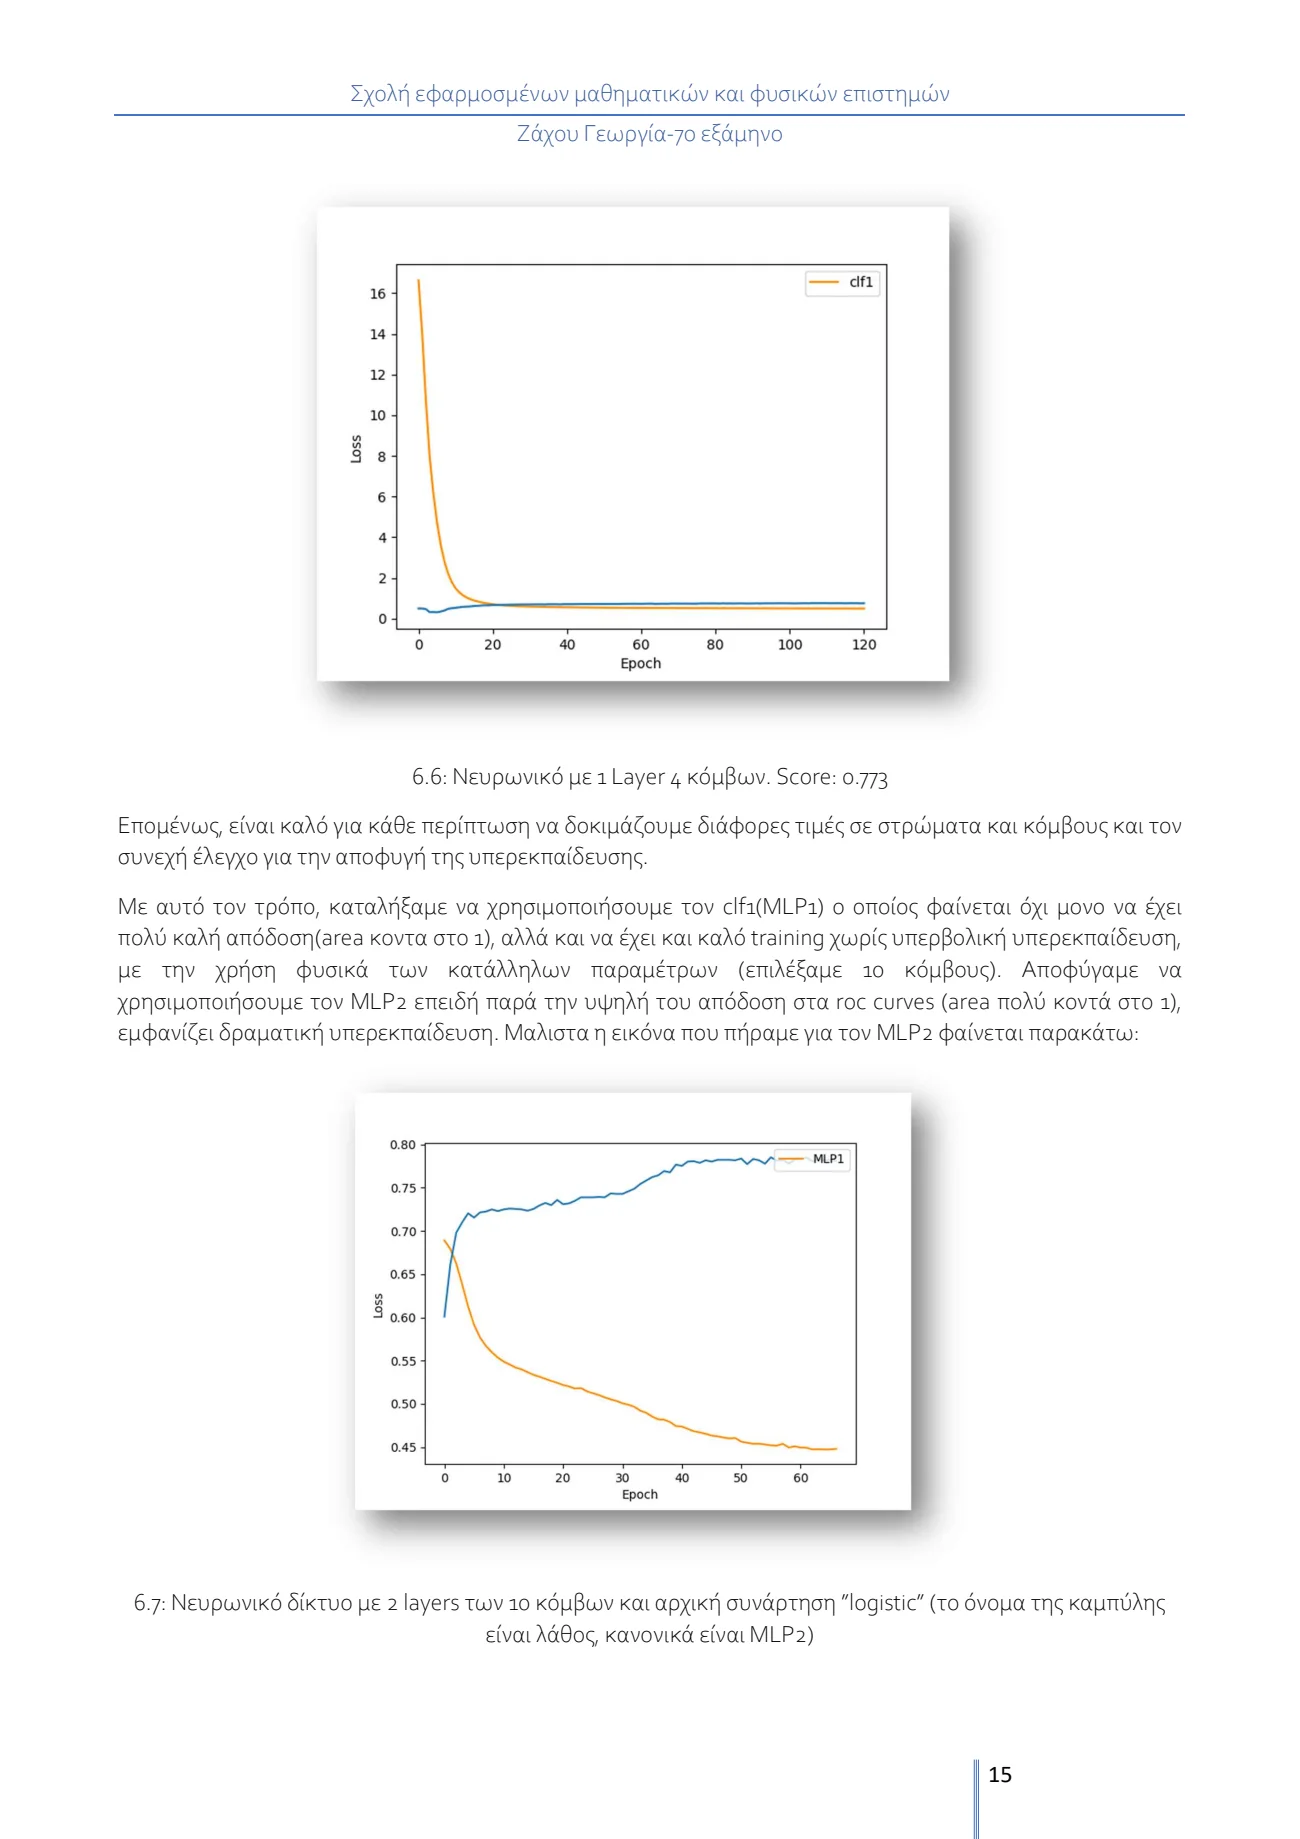 Σχολή εφαρμοσμένων μαθηματικών και φυσικών επιστημών
Ζάχου Γεωργία-7ο εξάμηνο
clf1
16
14
12
10
8
6
4
2
0
Loss
0 20 40 60 80 100 120
Epoch
6.6: Νευρωνικό με 1 Layer 4 κόμβων. Score: 0.773
Επομένως, είναι καλό για κάθε περίπτωση να δοκιμάζουμε διάφορες τιμές σε στρώματα και κόμβους και τον
συνεχή έλεγχο για την αποφυγή της υπερεκπαίδευσης.
Με αυτό τον τρόπο, καταλήξαμε να χρησιμοποιήσουμε τον clf1(MLP1) ο οποίος φαίνεται όχι μονο να έχει
πολύ καλή απόδοση(area κοντα στο 1), αλλά και να έχει και καλό training χωρίς υπερβολική υπερεκπαίδευση,
με την χρήση φυσικά των κατάλληλων παραμέτρων (επιλέξαμε 10 κόμβους). Αποφύγαμε να
χρησιμοποιήσουμε τον MLP2 επειδή παρά την υψηλή του απόδοση στα roc curves (area πολύ κοντά στο 1),
εμφανίζει δραματική υπερεκπαίδευση. Μαλιστα η εικόνα που πήραμε για τον MLP2 φαίνεται παρακάτω:
MLP1
0.80
0.75
0.70
0.65
0.60
0.55
0.50
0.45
Loss
0 10 20 30 40 50 60
Epoch
6.7: Νευρωνικό δίκτυο με 2 layers των 10 κόμβων και αρχική συνάρτηση ”logistic” (το όνομα της καμπύλης
είναι λάθος, κανονικά είναι MLP2)
15